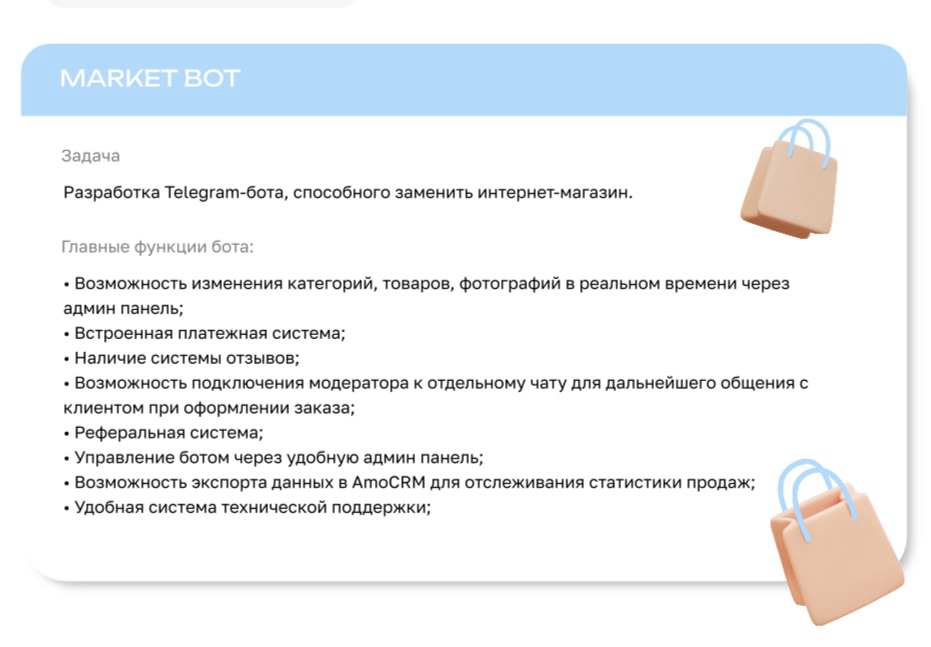 MARKET BOT
Задача
Разработка Telegram-бота, способного заменить интернет-магазин.
Главные функции бота:
• Возможность изменения категорий, товаров, фотографий в реальном времени через
админ панель;
• Встроенная платежная система;
• Наличие системы отзывов;
• Возможность подключения модератора к отдельному чату для дальнейшего общения с
клиентом при оформлении заказа;
• Реферальная система;
• Управление ботом через удобную админ панель;
• Возможность экспорта данных в AmoCRM для отслеживания статистики продаж;
• Удобная система технической поддержки;